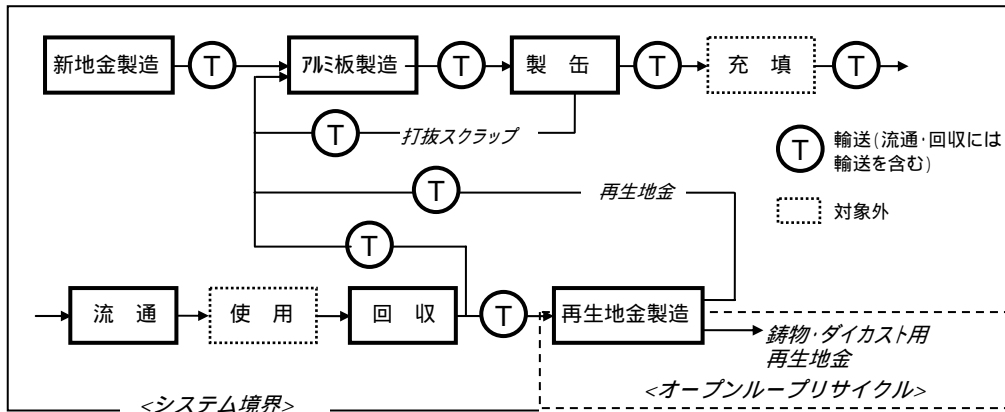 新地金製造
T
アルミ板製造
T
製 缶
T
充 填
T
T
打抜スクラップ
T
輸送(流通・回収には
輸送を含む)
T
再生地金
対象外
T
流 通
使 用
回 収
T
再生地金製造
鋳物・ダイカスト用
再生地金
<システム境界>
<オープンループリサイクル>